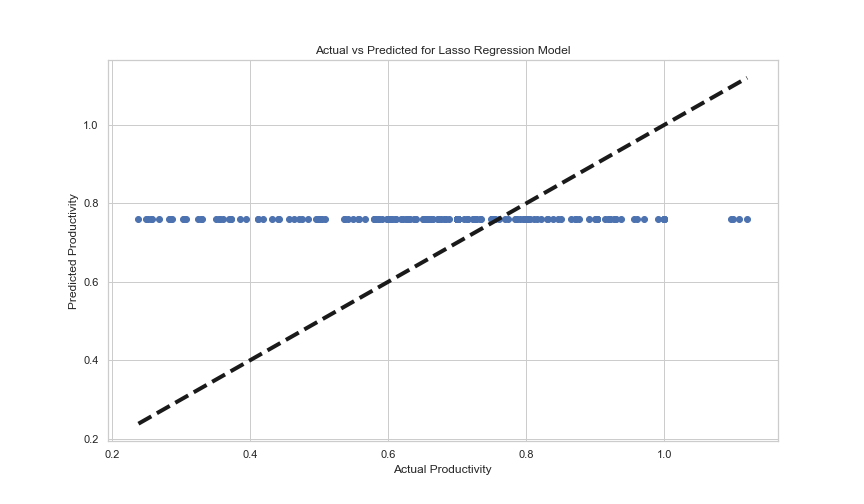 Actual vs Predicted for Lasso Regression Model
Predicted Productivity
1.0
0.8
0.6
0.4
0.2
0.2 0.4 0.6 0.8 1.0
Actual Productivity